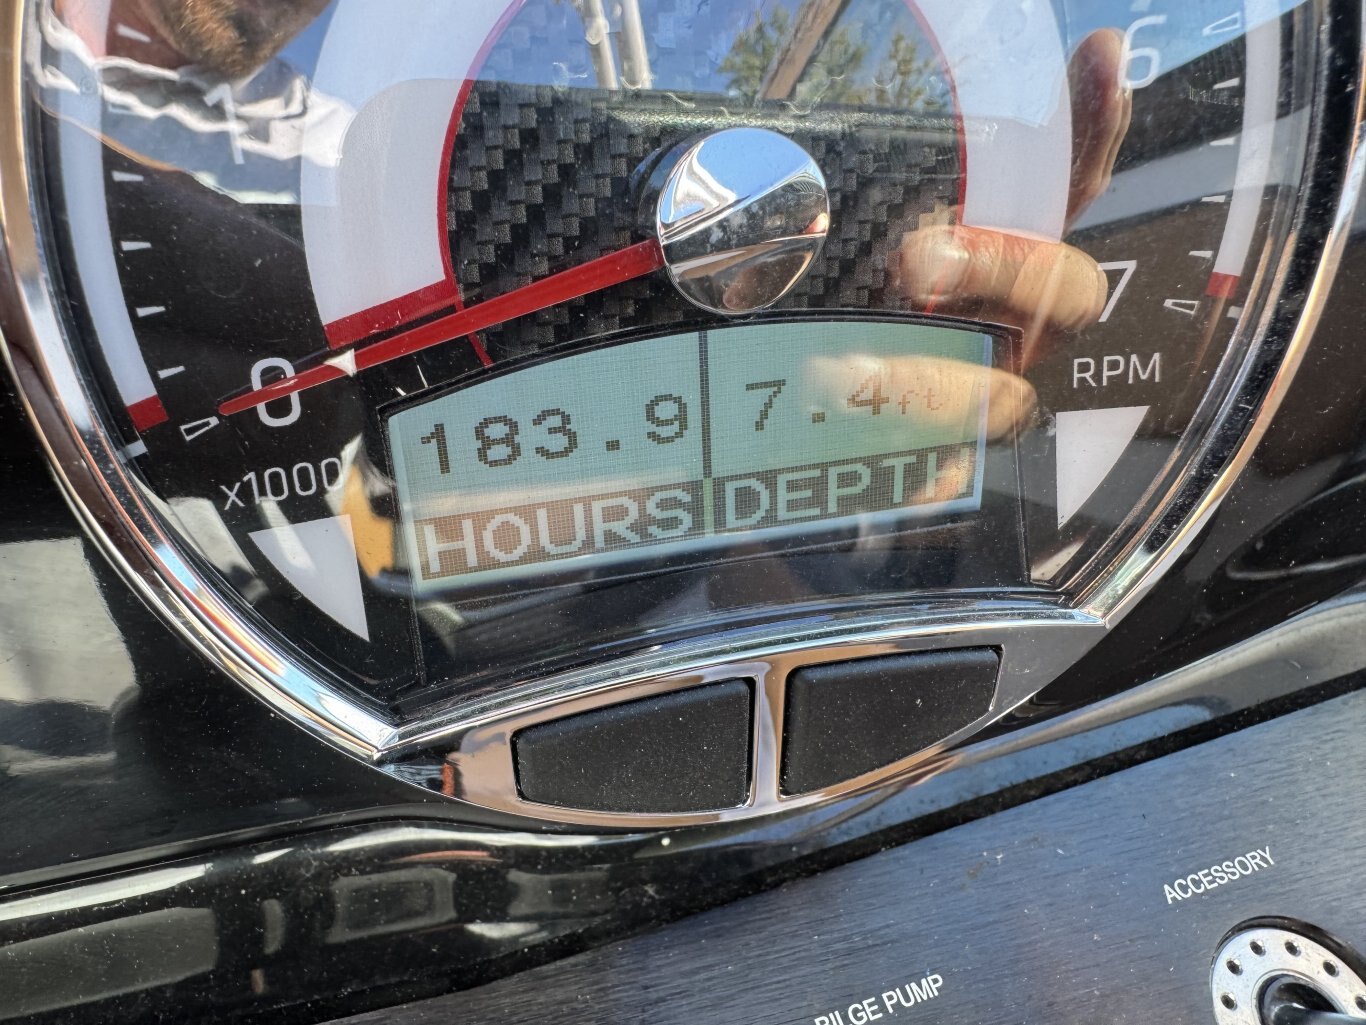 1
6
7
0
RPM
x1000
183.9 7.4ft
HOURS DEPTH
ACCESSORY
BILGE PUMP